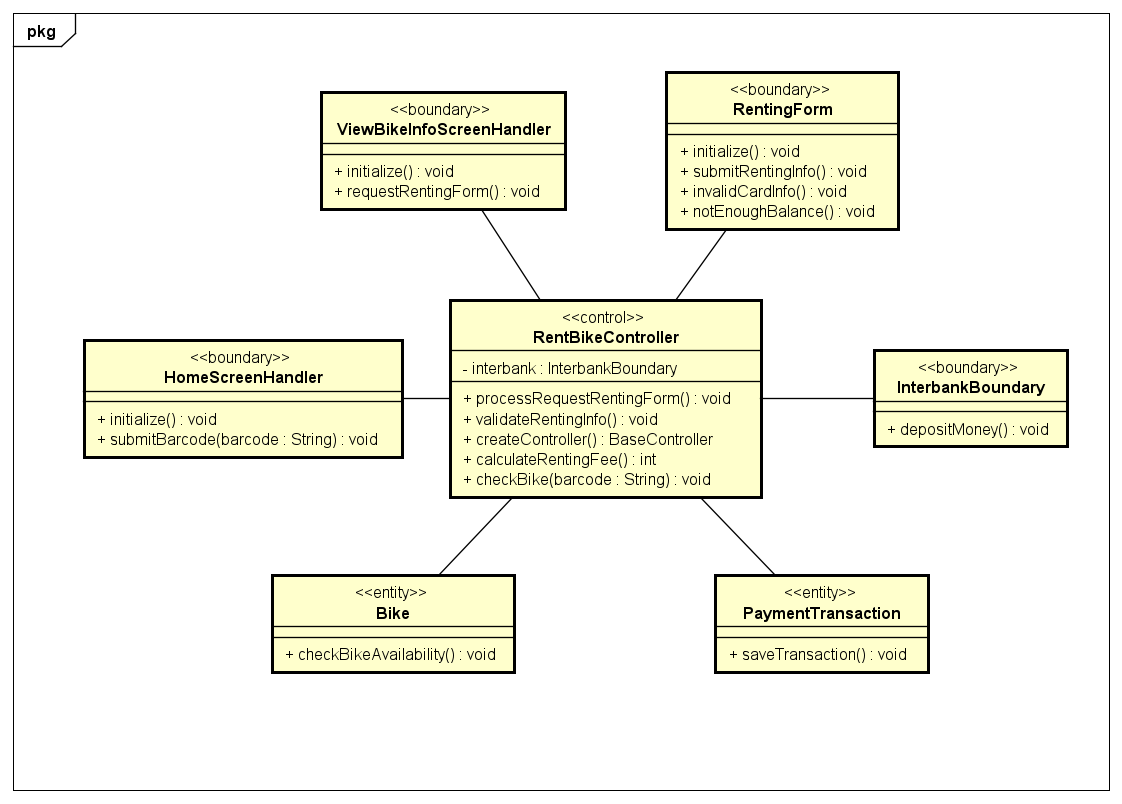 pkg
<<boundary>>
ViewBikeInfoScreenHandler
+ initialize() : void
+ requestRentingForm() : void
<<boundary>>
RentingForm
+ initialize() : void
+ submitRentingInfo() : void
+ invalidCardInfo() : void
+ notEnoughBalance() : void
<<boundary>>
HomeScreenHandler
+ initialize() : void
+ submitBarcode(barcode : String) : void
<<control>>
RentBikeController
- interbank : InterbankBoundary
+ processRequestRentingForm() : void
+ validateRentingInfo() : void
+ createController() : BaseController
+ calculateRentingFee() : int
+ checkBike(barcode : String) : void
<<boundary>>
InterbankBoundary
+ depositMoney() : void
<<entity>>
Bike
+ checkBikeAvailability() : void
<<entity>>
PaymentTransaction
+ saveTransaction() : void